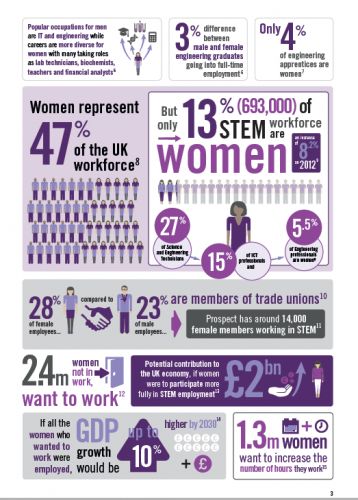 Popular occupations for men
are IT and engineering while
careers are more diverse for
women with many taking roles
as lab technicians, biochemists,
teachers and financial analysts⁶
3% difference
between
male and female
engineering graduates
going into full-time
employment⁶
Only 4%
of engineering
apprentices are
women⁷
Women represent
47%
of the UK
workforce⁸
But only 13% (693,000) of
STEM workforce are
women
8.2%
2012⁹
27%
of Science
and Engineering
Technicians
15%
of ICT
professionals and
5.5%
of Engineering
professionals
are women⁹
28%
of female
employees...
compared to
23%
of male
employees...
are members of trade unions¹⁰
Prospect has around 14,000
female members working in STEM¹¹
2.4m women
not in
work,
want to work¹²
Potential contribution to
the UK economy, if women
were to participate more
fully in STEM employment¹³
£2bn
If all the
women who
wanted to
work were
employed,
GDP
growth
would be
up to
10%
higher by 2030¹⁴
+ £
1.3m women
want to increase the
number of hours they work¹⁵
3